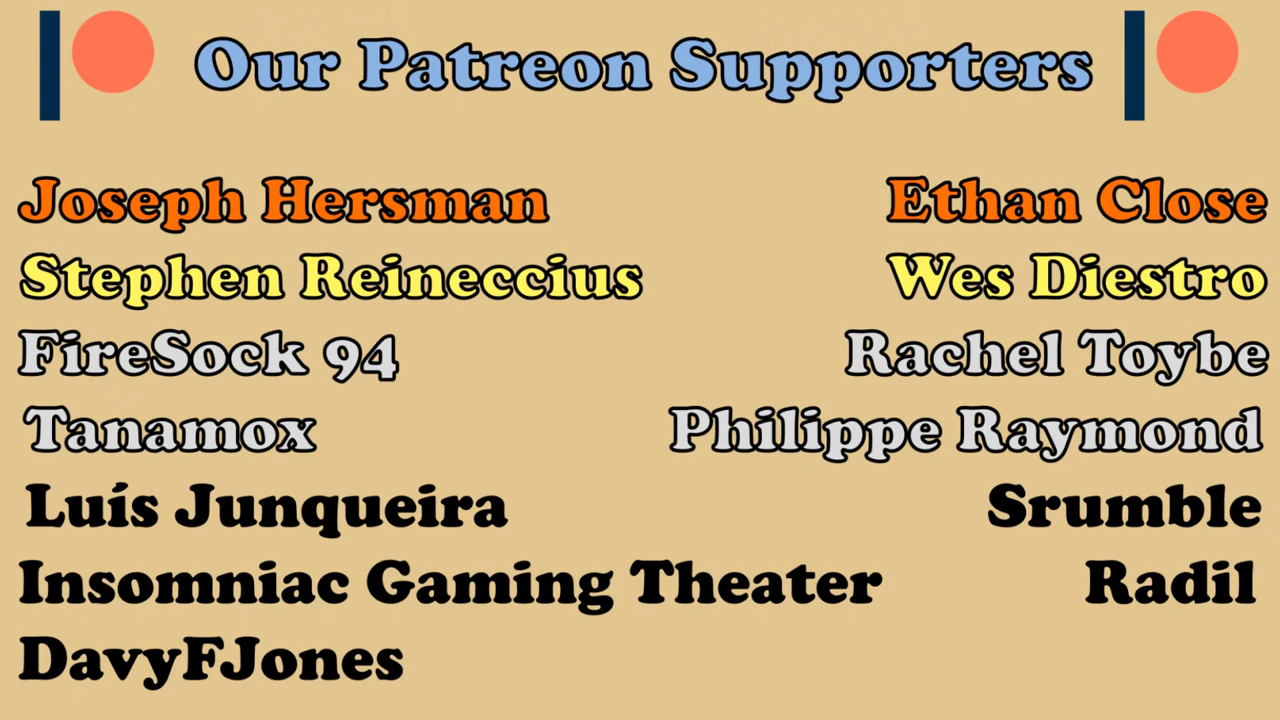 Our Patreon Supporters
Joseph Hersman Ethan Close
Stephen Reineccius Wes Diestro
FireSock 94 Rachel Toybe
Tanamox Philippe Raymond
Luís Junqueira Srumble
Insomniac Gaming Theater Radil
DavyFJones